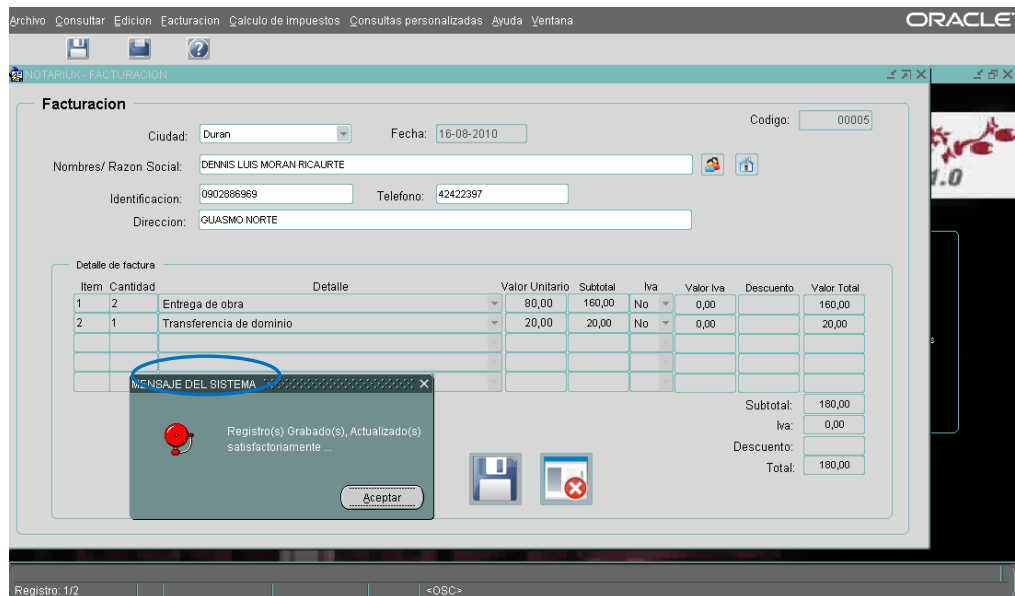 Archivo Consultar Edicion Facturacion Calculo de impuestos Consultas personalizadas Ayuda Ventana
ORACLE
NOTARIUX - FACTURACION
Facturacion
Codigo: 00005
Ciudad: Duran Fecha: 16-08-2010
Nombres/ Razon Social: DENNIS LUIS MORAN RICAURTE
1.0
Identificacion: 0902886969 Telefono: 42422397
Direccion: GUASMO NORTE
Detalle de factura
Item Cantidad Detalle Valor Unitario Subtotal Iva Valor Iva Descuento Valor Total
1 2 Entrega de obra 80,00 160,00 No 0,00 160,00
2 1 Transferencia de dominio 20,00 20,00 No 0,00 20,00
MENSAJE DEL SISTEMA
Registro(s) Grabado(s), Actualizado(s)
satisfactoriamente ...
Aceptar
Subtotal: 180,00
Iva: 0,00
Descuento:
Total: 180,00
Registro: 1/2 <OSC>